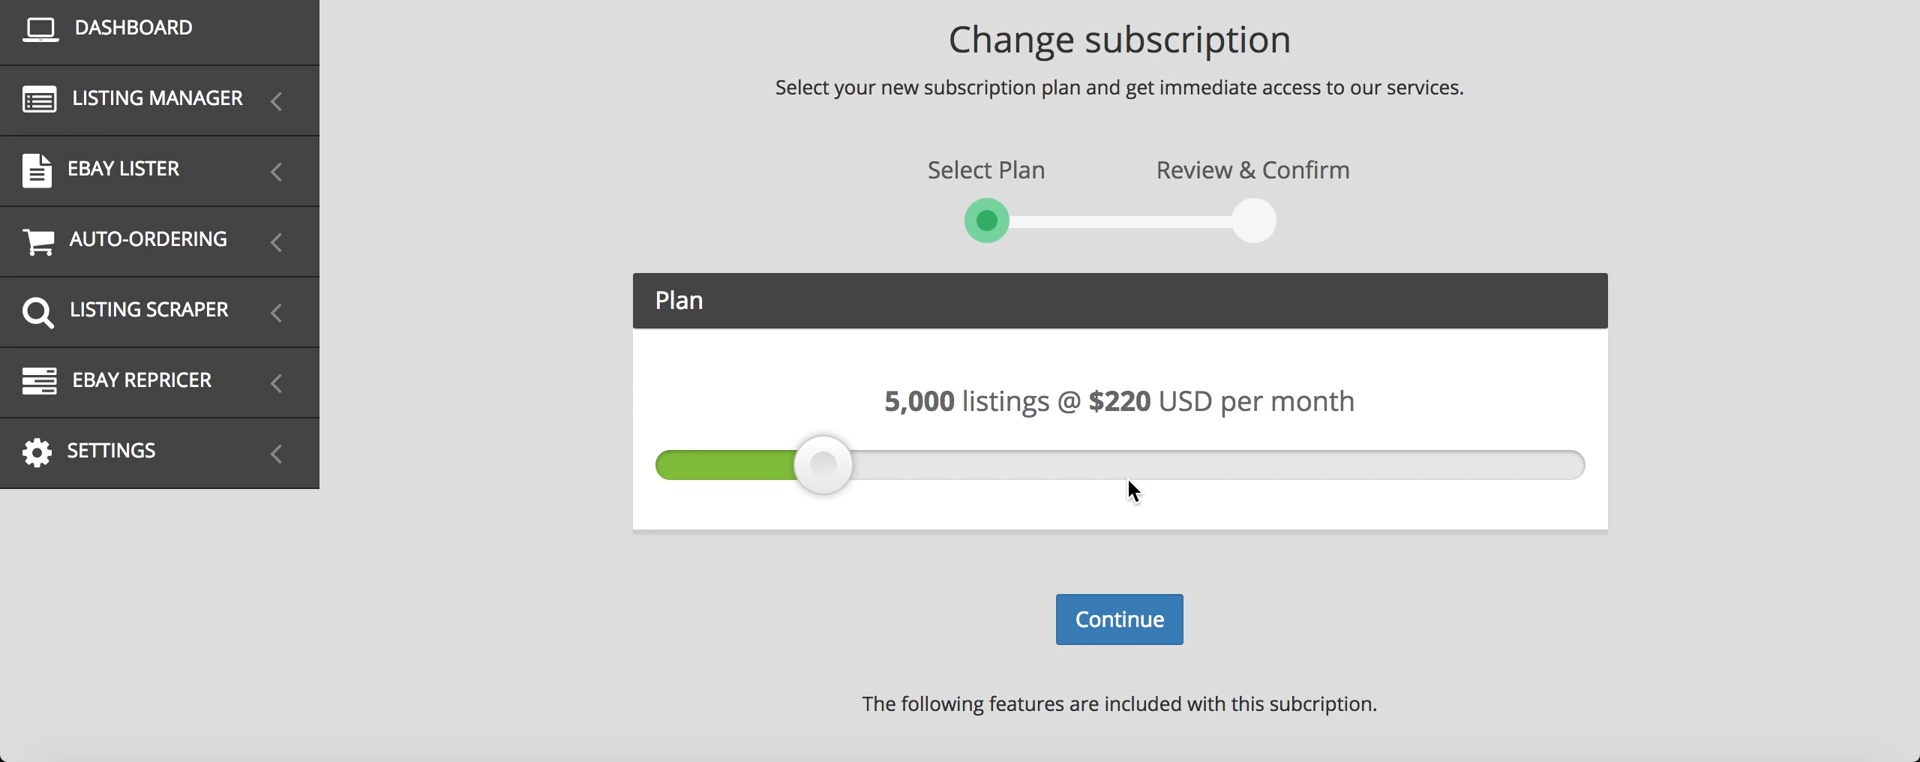 DASHBOARD
LISTING MANAGER
EBAY LISTER
AUTO-ORDERING
LISTING SCRAPER
EBAY REPRICER
SETTINGS
Change subscription
Select your new subscription plan and get immediate access to our services.
Select Plan
Review & Confirm
Plan
5,000 listings @ $220 USD per month
Continue
The following features are included with this subcription.